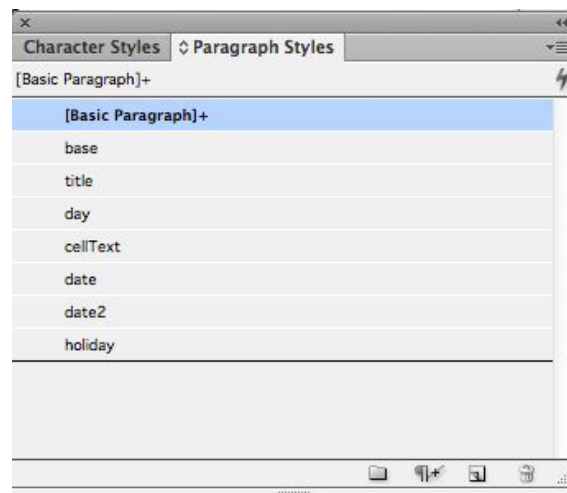 Character Styles Paragraph Styles
[Basic Paragraph]+
[Basic Paragraph]+
base
title
day
cellText
date
date2
holiday